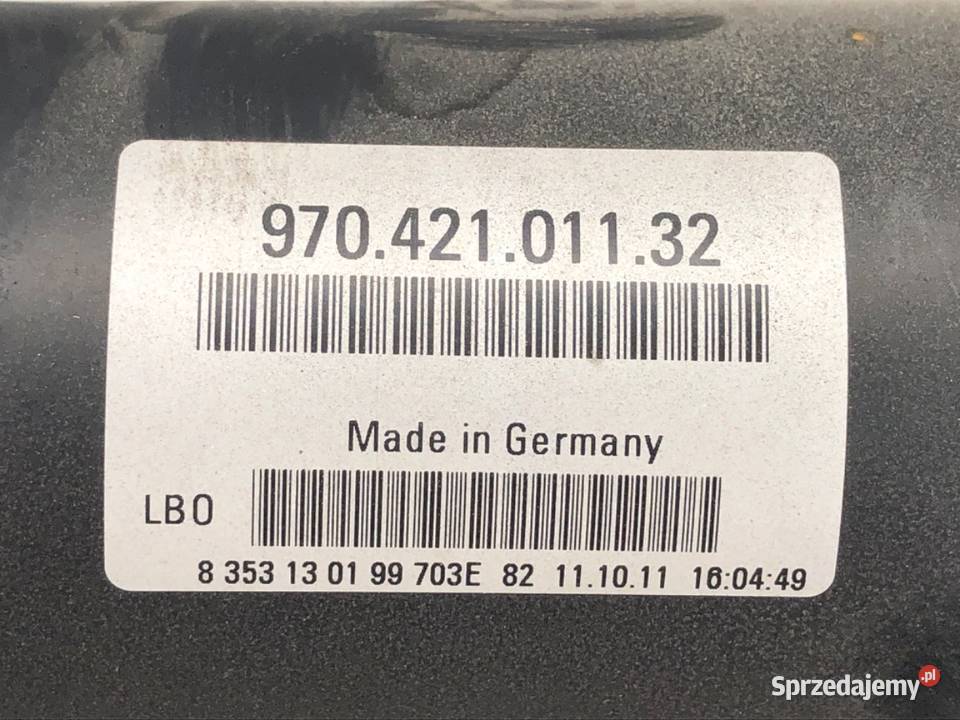 970.421.011.32
Made in Germany
LB0
8 353 13 01 99 703E 82 11.10.11 16:04:49
Sprzedajemy.pl